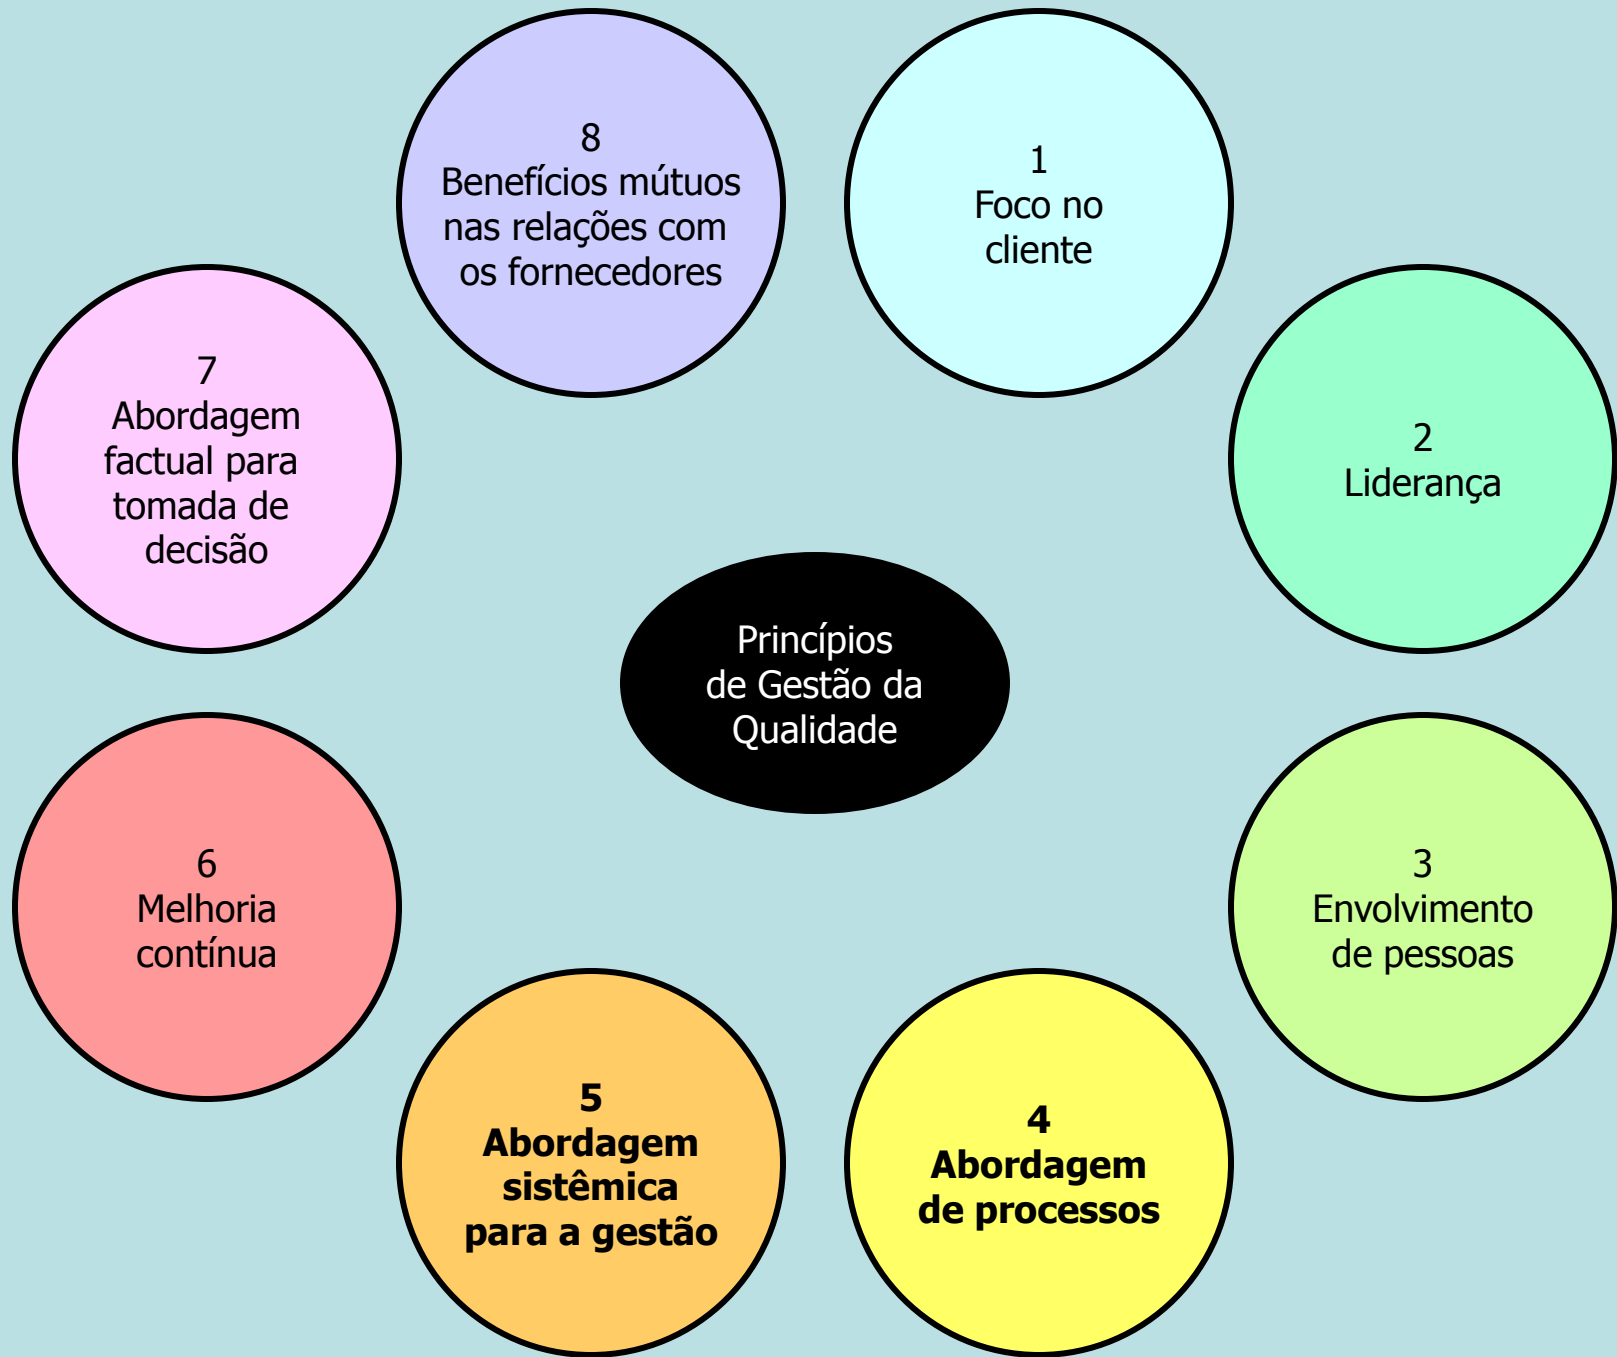 8
Benefícios mútuos
nas relações com
os fornecedores
1
Foco no
cliente
7
Abordagem
factual para
tomada de
decisão
2
Liderança
Princípios
de Gestão da
Qualidade
6
Melhoria
contínua
3
Envolvimento
de pessoas
5
Abordagem
sistêmica
para a gestão
4
Abordagem
de processos